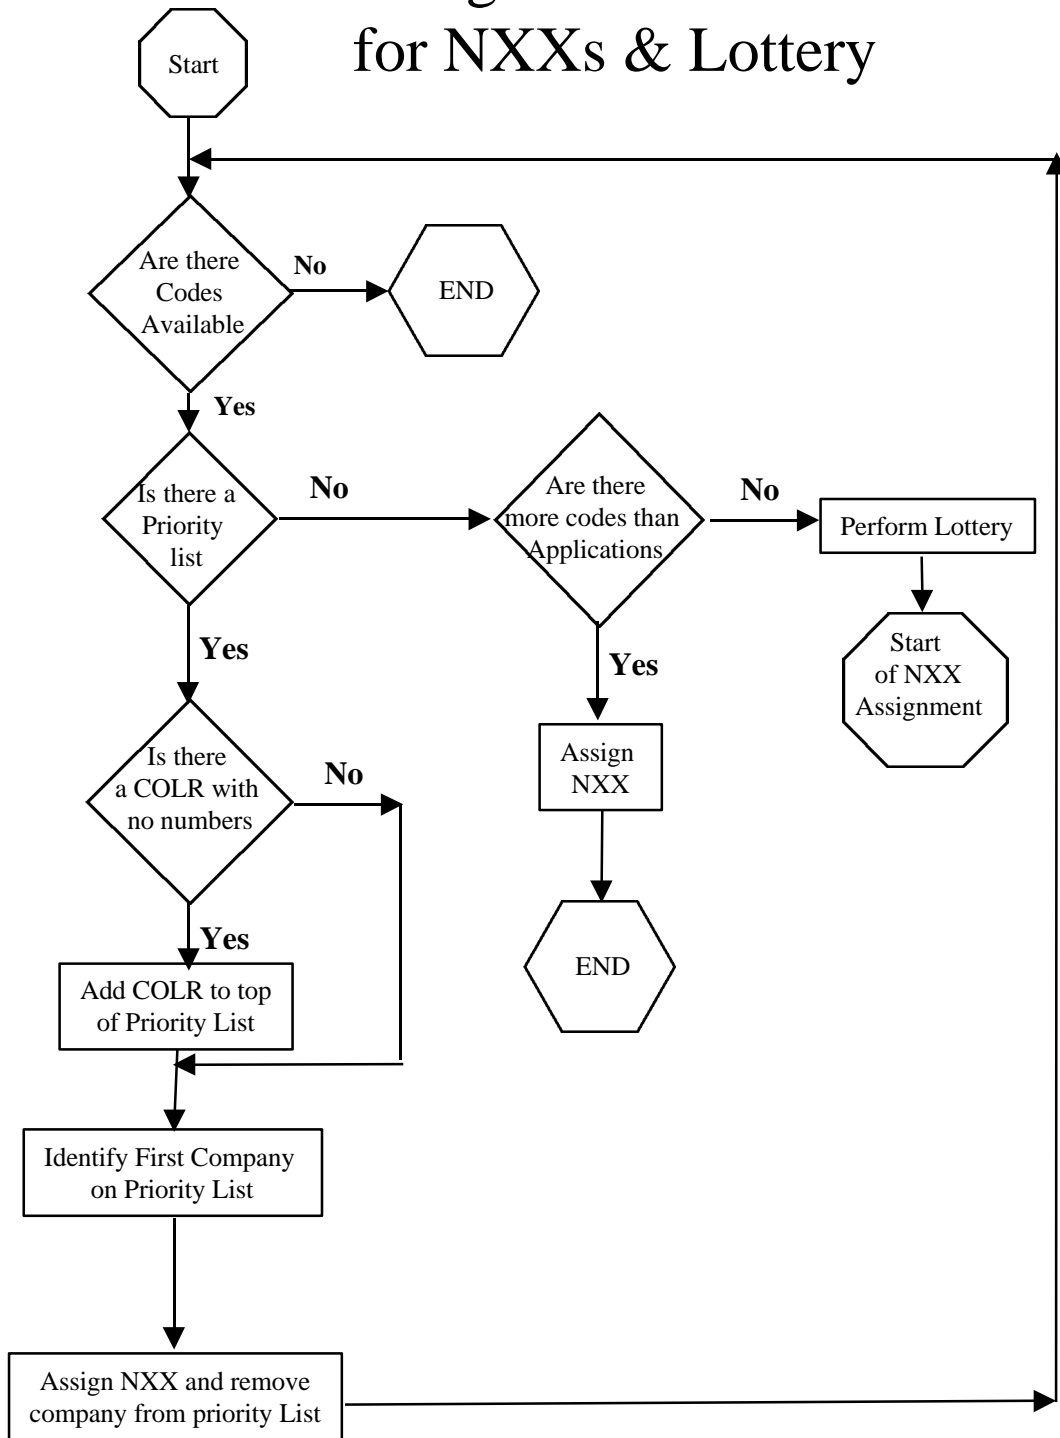 for NXXs & Lottery
Start
Are there
Codes
Available
No
END
Yes
Is there a
Priority
list
No
Are there
more codes than
Applications
No
Perform Lottery
Start
of NXX
Assignment
Yes
Assign
NXX
END
Yes
Is there
a COLR with
no numbers
No
Yes
Add COLR to top
of Priority List
Identify First Company
on Priority List
Assign NXX and remove
company from priority List